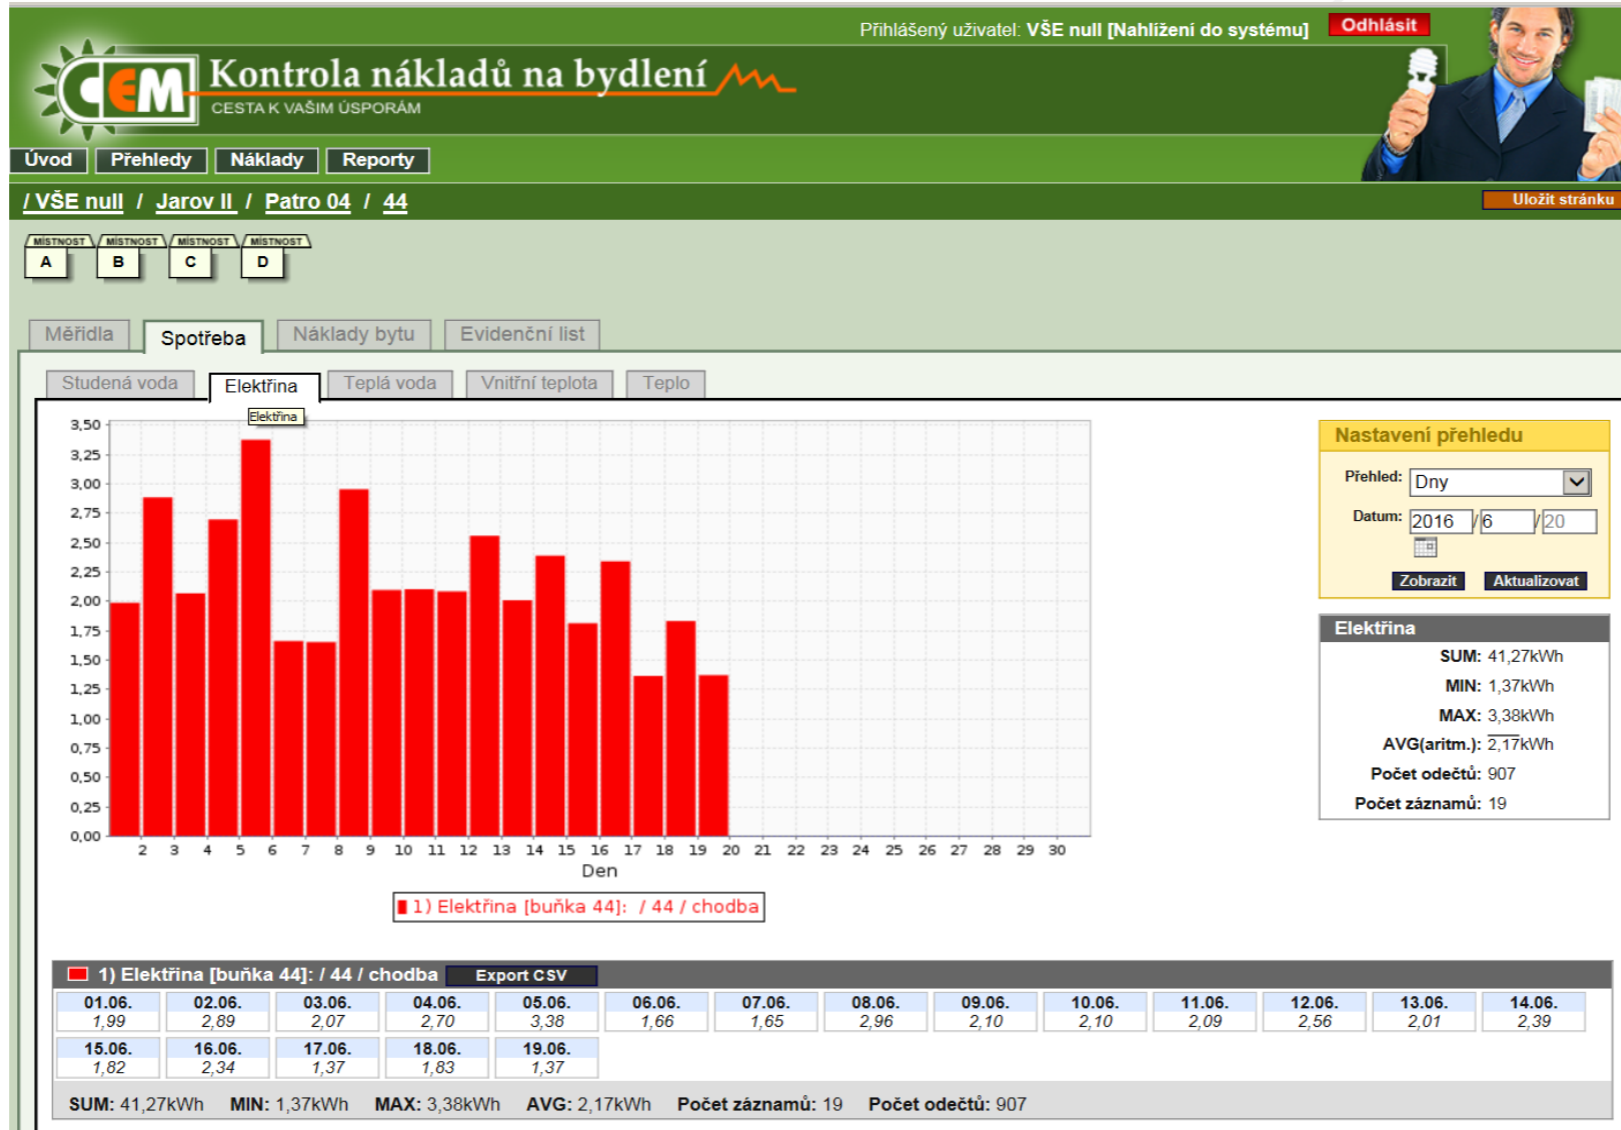 Přihlášený uživatel: VŠE null [Nahlížení do systému] Odhlásit
CEM Kontrola nákladů na bydlení
CESTA K VAŠIM ÚSPORÁM
Úvod Přehledy Náklady Reporty
/ VŠE null / Jarov II / Patro 04 / 44 Uložit stránku
MÍSTNOST MÍSTNOST MÍSTNOST MÍSTNOST
A B C D
Měřidla Spotřeba Náklady bytu Evidenční list
Studená voda Elektřina Teplá voda Vnitřní teplota Teplo
Elektřina
3,50
3,25
3,00
2,75
2,50
2,25
2,00
1,75
1,50
1,25
1,00
0,75
0,50
0,25
0,00
2 3 4 5 6 7 8 9 10 11 12 13 14 15 16 17 18 19 20 21 22 23 24 25 26 27 28 29 30
Den
1) Elektřina [buňka 44]: / 44 / chodba
Nastavení přehledu
Přehled: Dny
Datum: 2016 / 6 / 20
Zobrazit Aktualizovat
Elektřina
SUM: 41,27kWh
MIN: 1,37kWh
MAX: 3,38kWh
AVG(aritm.): 2,17kWh
Počet odečtů: 907
Počet záznamů: 19
1) Elektřina [buňka 44]: / 44 / chodba Export CSV
01.06. 02.06. 03.06. 04.06. 05.06. 06.06. 07.06. 08.06. 09.06. 10.06. 11.06. 12.06. 13.06. 14.06.
1,99 2,89 2,07 2,70 3,38 1,66 1,65 2,96 2,10 2,10 2,09 2,56 2,01 2,39
15.06. 16.06. 17.06. 18.06. 19.06.
1,82 2,34 1,37 1,83 1,37
SUM: 41,27kWh MIN: 1,37kWh MAX: 3,38kWh AVG: 2,17kWh Počet záznamů: 19 Počet odečtů: 907